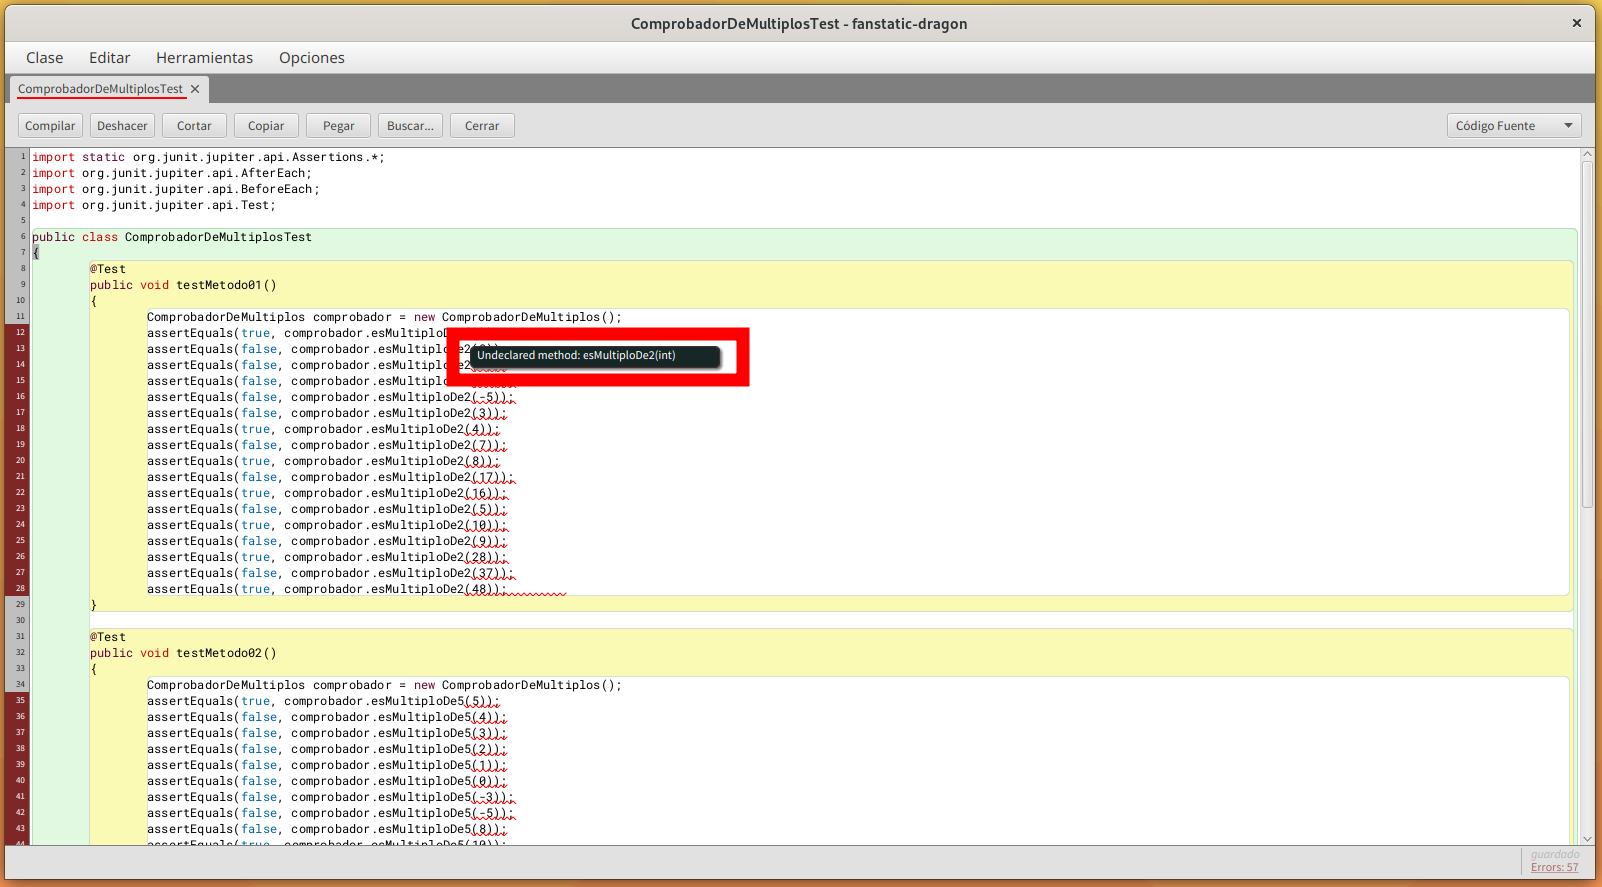 ComprobadorDeMultiplosTest - fanstatic-dragon
Clase Editar Herramientas Opciones
ComprobadorDeMultiplosTest
Compilar Deshacer Cortar Copiar Pegar Buscar... Cerrar Código Fuente
1 import static org.junit.jupiter.api.Assertions.*;
2 import org.junit.jupiter.api.AfterEach;
3 import org.junit.jupiter.api.BeforeEach;
4 import org.junit.jupiter.api.Test;
5
6 public class ComprobadorDeMultiplosTest
7 {
8 @Test
9 public void testMetodo01()
10 {
11 ComprobadorDeMultiplos comprobador = new ComprobadorDeMultiplos();
12 assertEquals(true, comprobador.esMultiploD
13 assertEquals(false, comprobador.esMultiplo
Undeclared method: esMultiploDe2(int)
14 assertEquals(false, comprobador.esMultiplo
15 assertEquals(false, comprobador.esMultiplo
16 assertEquals(false, comprobador.esMultiploDe2(-5));
17 assertEquals(false, comprobador.esMultiploDe2(3));
18 assertEquals(true, comprobador.esMultiploDe2(4));
19 assertEquals(false, comprobador.esMultiploDe2(7));
20 assertEquals(true, comprobador.esMultiploDe2(8));
21 assertEquals(false, comprobador.esMultiploDe2(17));
22 assertEquals(true, comprobador.esMultiploDe2(16));
23 assertEquals(false, comprobador.esMultiploDe2(5));
24 assertEquals(true, comprobador.esMultiploDe2(10));
25 assertEquals(false, comprobador.esMultiploDe2(9));
26 assertEquals(true, comprobador.esMultiploDe2(28));
27 assertEquals(false, comprobador.esMultiploDe2(37));
28 assertEquals(true, comprobador.esMultiploDe2(48));
29 }
30
31 @Test
32 public void testMetodo02()
33 {
34 ComprobadorDeMultiplos comprobador = new ComprobadorDeMultiplos();
35 assertEquals(true, comprobador.esMultiploDe5(5));
36 assertEquals(false, comprobador.esMultiploDe5(4));
37 assertEquals(false, comprobador.esMultiploDe5(3));
38 assertEquals(false, comprobador.esMultiploDe5(2));
39 assertEquals(false, comprobador.esMultiploDe5(1));
40 assertEquals(false, comprobador.esMultiploDe5(0));
41 assertEquals(false, comprobador.esMultiploDe5(-3));
42 assertEquals(false, comprobador.esMultiploDe5(-5));
43 assertEquals(false, comprobador.esMultiploDe5(8));
44 assertEquals(true, comprobador.esMultiploDe5(10));
guardado
Errors: 57